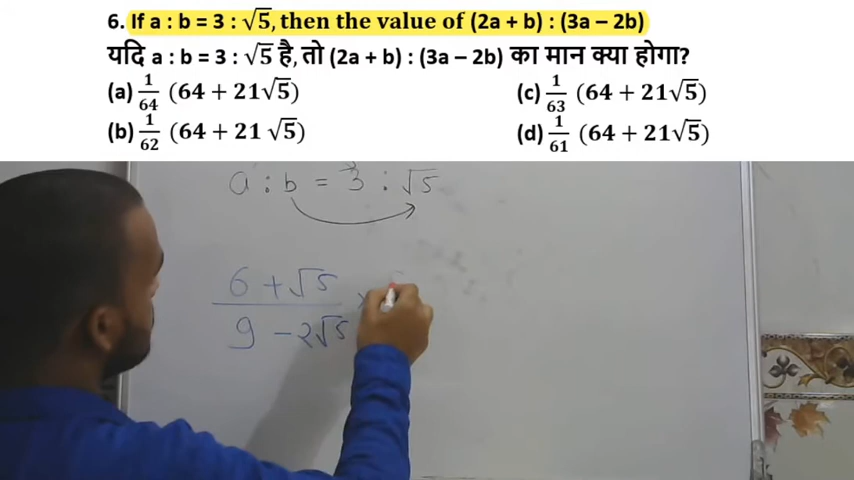 6. If a : b = 3 : √5, then the value of (2a + b) : (3a – 2b)
यदि a : b = 3 : √5 है, तो (2a + b) : (3a – 2b) का मान क्या होगा?
(a) 1/64 (64 + 21√5)
(c) 1/63 (64 + 21√5)
(b) 1/62 (64 + 21 √5)
(d) 1/61 (64 + 21√5)
a : b = 3 : √5
6 + √5
9 – 2√5